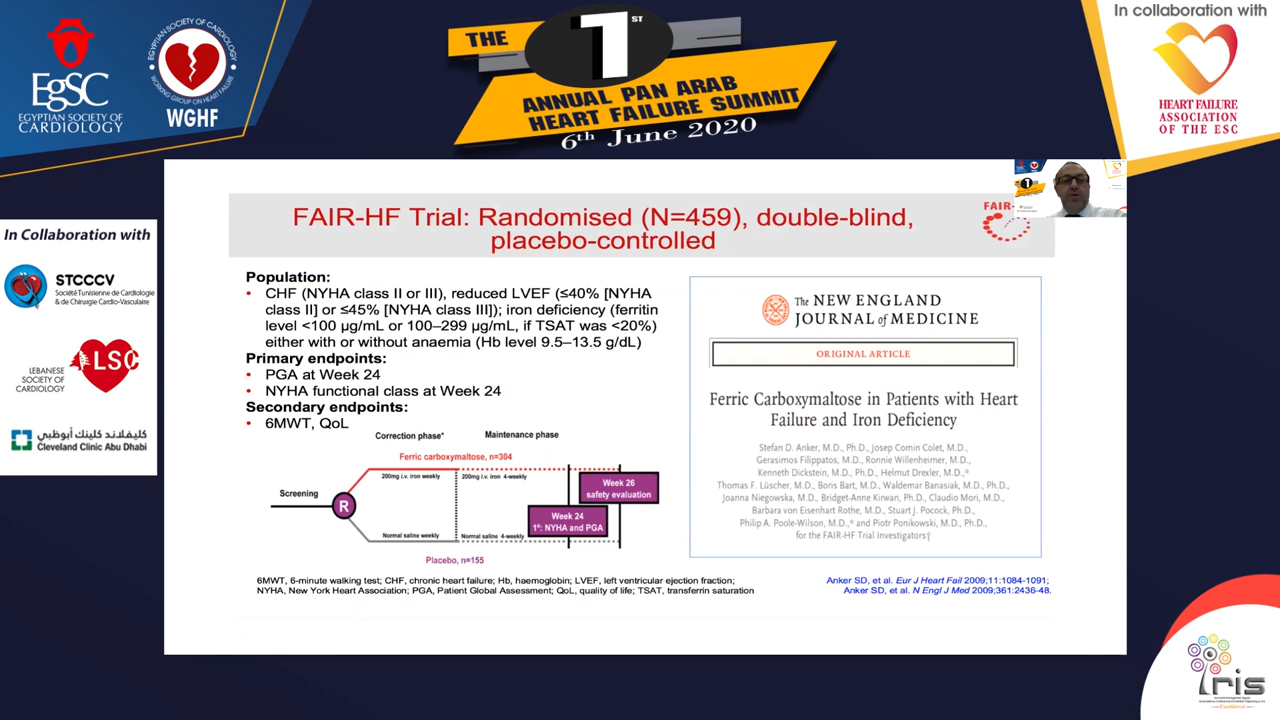 EgSC
EGYPTIAN SOCIETY OF
CARDIOLOGY
EGYPTIAN SOCIETY OF CARDIOLOGY
WORKING GROUP ON HEART FAILURE
WGHF
THE 1ST
ANNUAL PAN ARAB
HEART FAILURE SUMMIT
6th June 2020
In collaboration with
HEART FAILURE
ASSOCIATION
OF THE ESC
In Collaboration with
STCCCV
Société Tunisienne de Cardiologie
& de Chirurgie Cardio-Vasculaire
LSC
LEBANESE
SOCIETY OF
CARDIOLOGY
كليفلاند كلينك أبوظبي
Cleveland Clinic Abu Dhabi
FAIR-HF Trial: Randomised (N=459), double-blind,
placebo-controlled
FAIR-
Population:
• CHF (NYHA class II or III), reduced LVEF (≤40% [NYHA
class II] or ≤45% [NYHA class III]); iron deficiency (ferritin
level <100 µg/mL or 100–299 µg/mL, if TSAT was <20%)
either with or without anaemia (Hb level 9.5–13.5 g/dL)
Primary endpoints:
• PGA at Week 24
• NYHA functional class at Week 24
Secondary endpoints:
• 6MWT, QoL
Correction phase*
Maintenance phase
Ferric carboxymaltose, n=304
200mg i.v. iron weekly
200mg i.v. iron 4-weekly
Screening
R
Week 26
safety evaluation
Week 24
1°: NYHA and PGA
Normal saline weekly
Normal saline 4-weekly
Placebo, n=155
The NEW ENGLAND
JOURNAL of MEDICINE
ORIGINAL ARTICLE
Ferric Carboxymaltose in Patients with Heart
Failure and Iron Deficiency
Stefan D. Anker, M.D., Ph.D., Josep Comin Colet, M.D.,
Gerasimos Filippatos, M.D., Ronnie Willenheimer, M.D.,
Kenneth Dickstein, M.D., Ph.D., Helmut Drexler, M.D.,*
Thomas F. Lüscher, M.D., Boris Bart, M.D., Waldemar Banasiak, M.D., Ph.D.,
Joanna Niegowska, M.D., Bridget-Anne Kirwan, Ph.D., Claudio Mori, M.D.,
Barbara von Eisenhart Rothe, M.D., Stuart J. Pocock, Ph.D.,
Philip A. Poole-Wilson, M.D.,* and Piotr Ponikowski, M.D., Ph.D.,
for the FAIR-HF Trial Investigators†
6MWT, 6-minute walking test; CHF, chronic heart failure; Hb, haemoglobin; LVEF, left ventricular ejection fraction;
NYHA, New York Heart Association; PGA, Patient Global Assessment; QoL, quality of life; TSAT, transferrin saturation
Anker SD, et al. Eur J Heart Fail 2009;11:1084-1091;
Anker SD, et al. N Engl J Med 2009;361:2436-48.
iris